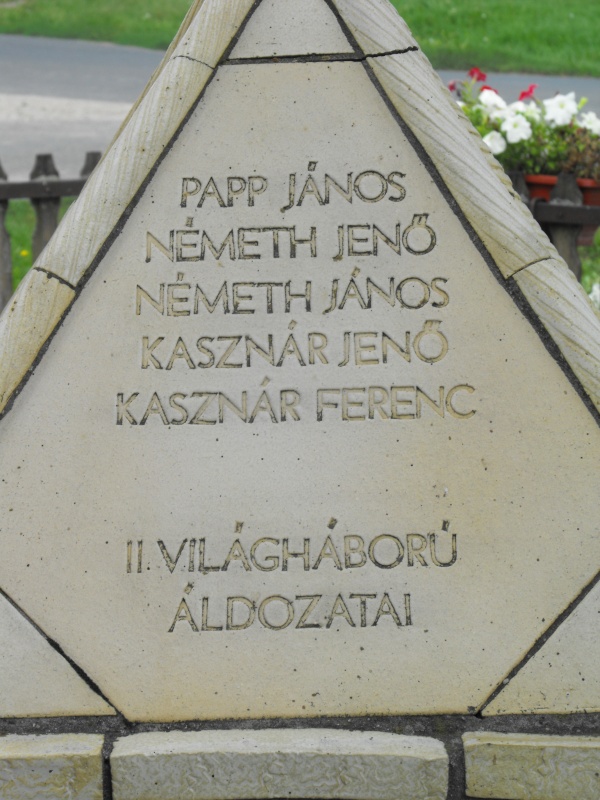 PAPP JÁNOS
NÉMETH JENŐ
NÉMETH JÁNOS
KASZNÁR JENŐ
KASZNÁR FERENC
II. VILÁGHÁBORÚ
ÁLDOZATAI